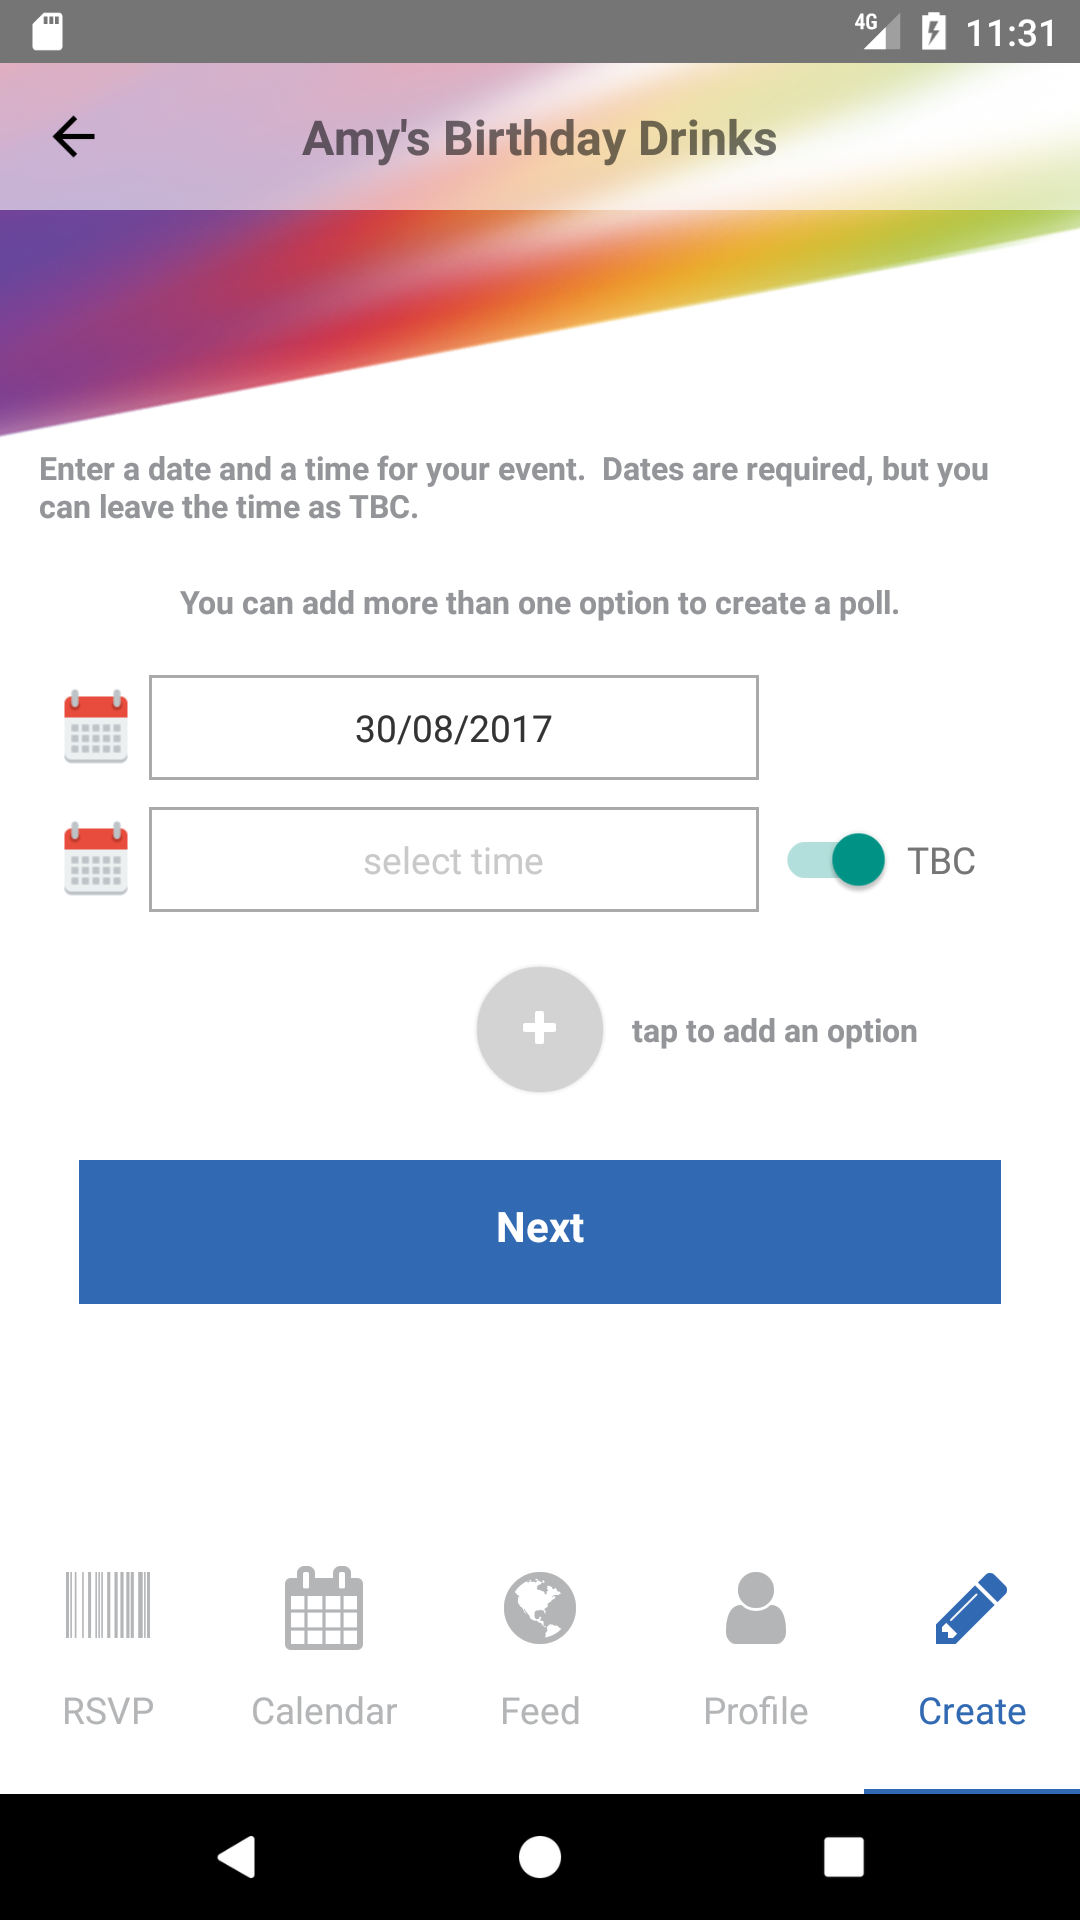 4G 11:31
Amy's Birthday Drinks
Enter a date and a time for your event.  Dates are required, but you
can leave the time as TBC.
You can add more than one option to create a poll.
30/08/2017
select time TBC
tap to add an option
Next
RSVP Calendar Feed Profile Create